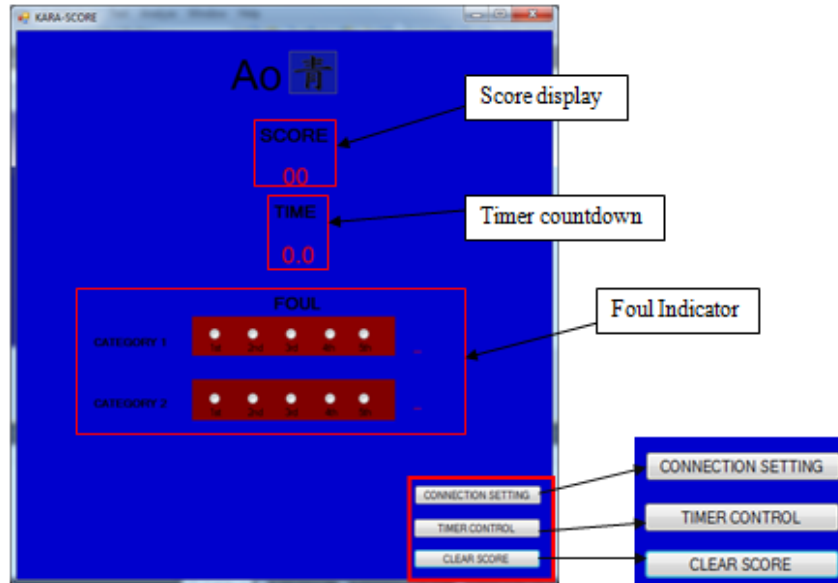 KARA-SCORE
Ao 青
SCORE
00
TIME
0.0
FOUL
CATEGORY 1
1st 2nd 3rd 4th 5th
CATEGORY 2
1st 2nd 3rd 4th 5th
CONNECTION SETTING
TIMER CONTROL
CLEAR SCORE
Score display
Timer countdown
Foul Indicator
CONNECTION SETTING
TIMER CONTROL
CLEAR SCORE